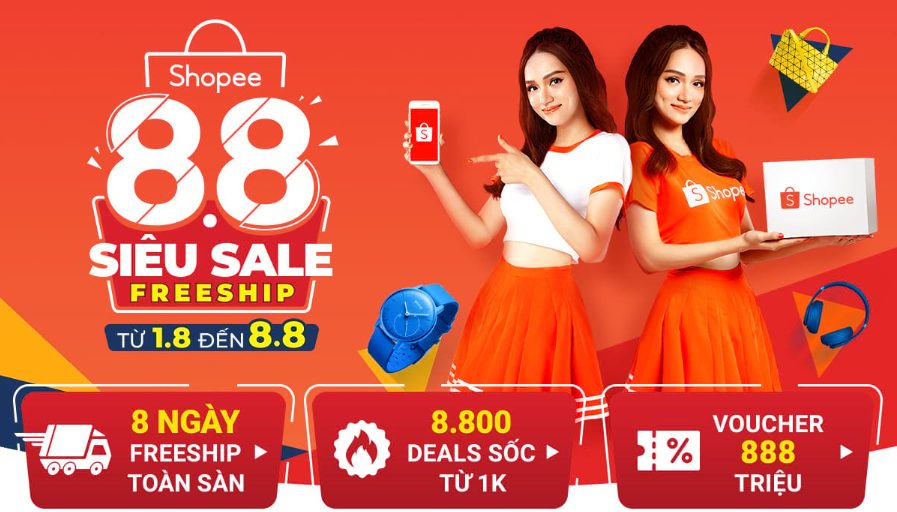 Shopee
8.8
SIÊU SALE
FREESHIP
TỪ 1.8 ĐẾN 8.8
S
S Shopee
S Shopee
8 NGÀY
FREESHIP
TOÀN SÀN
8.800
DEALS SỐC
TỪ 1K
%
VOUCHER
888
TRIỆU